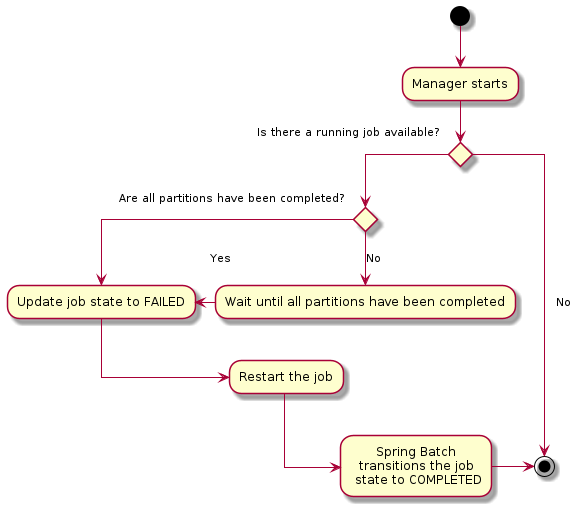 Manager starts
Is there a running job available?
Are all partitions have been completed?
Yes
No
Update job state to FAILED
Wait until all partitions have been completed
No
Restart the job
Spring Batch
transitions the job
state to COMPLETED